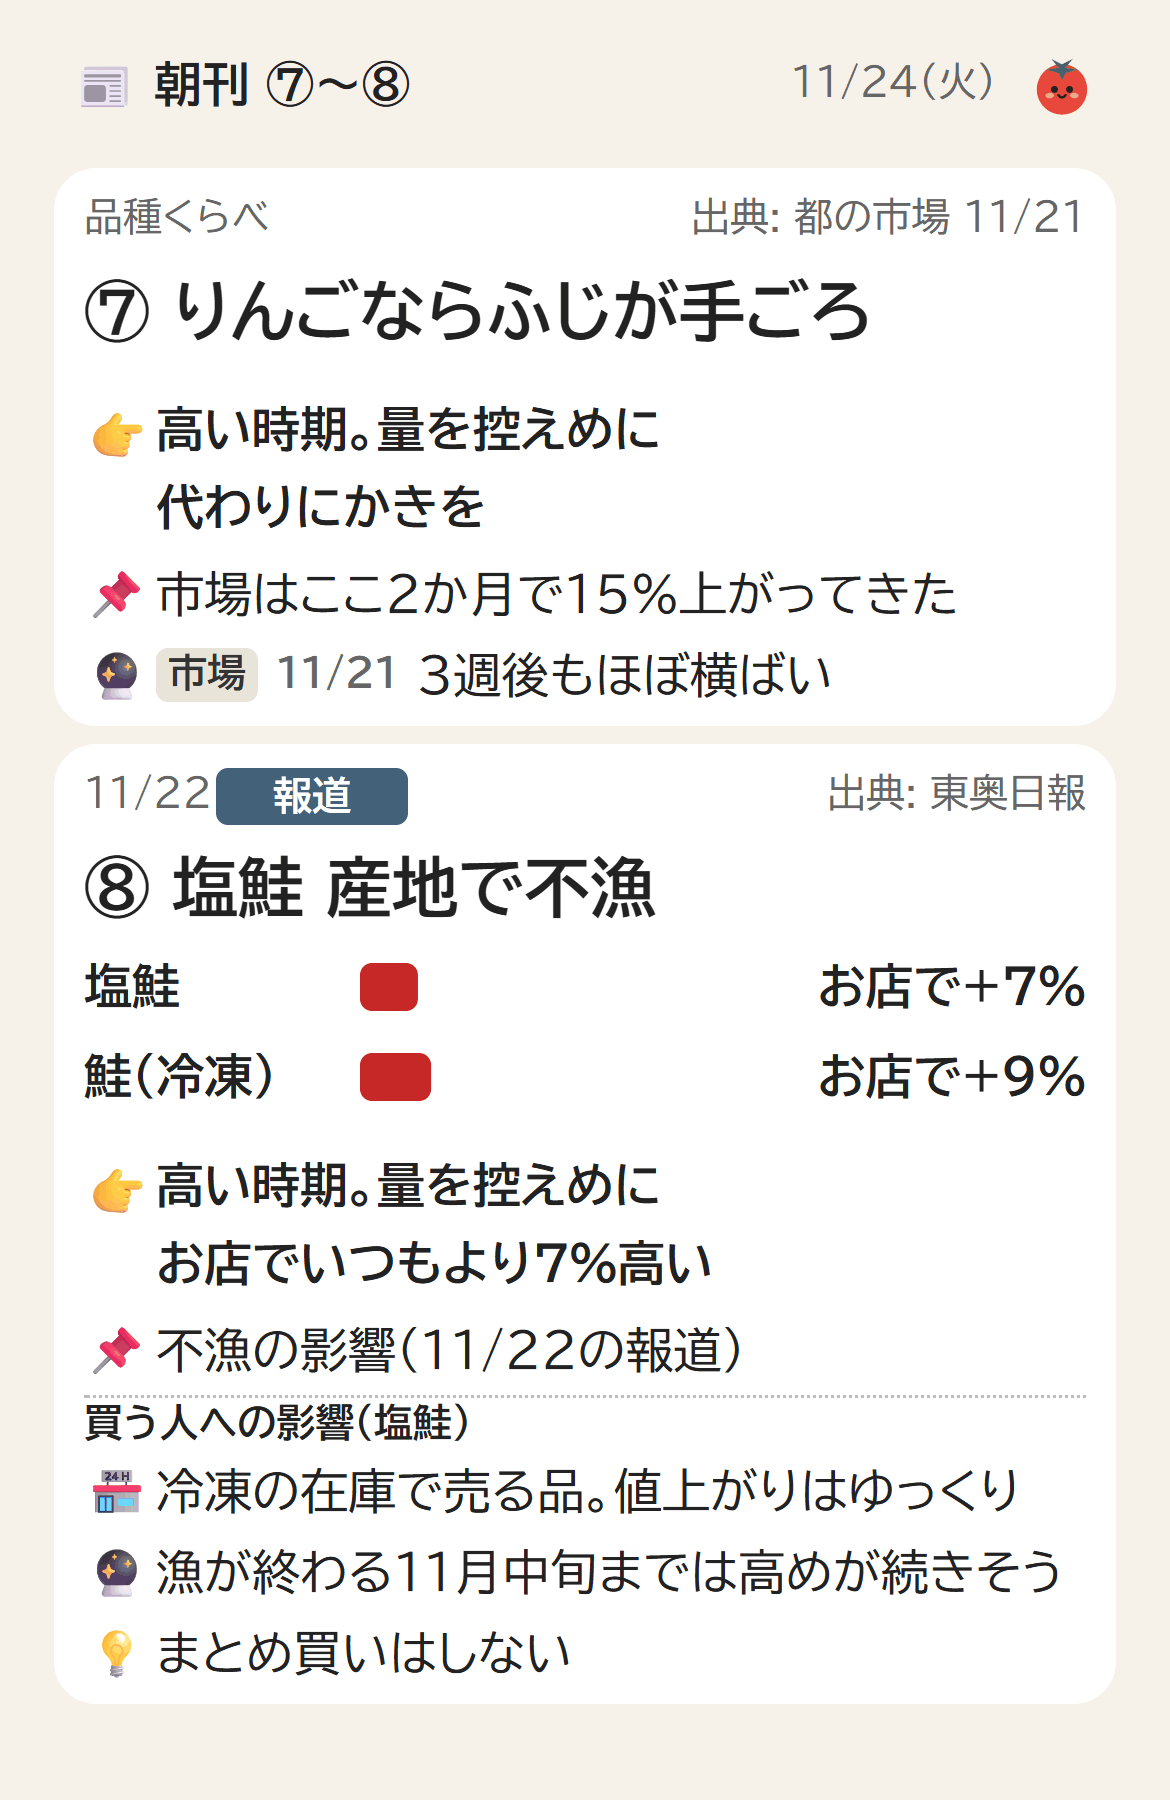 朝刊 ⑦～⑧ 11/24（火）
品種くらべ 出典: 都の市場 11/21
⑦ りんごならふじが手ごろ
高い時期。量を控えめに
代わりにかきを
市場はここ2か月で15%上がってきた
市場 11/21 3週後もほぼ横ばい
11/22 報道 出典: 東奥日報
⑧ 塩鮭 産地で不漁
塩鮭 お店で+7%
鮭（冷凍） お店で+9%
高い時期。量を控えめに
お店でいつもより7%高い
不漁の影響（11/22の報道）
買う人への影響（塩鮭）
24H 冷凍の在庫で売る品。値上がりはゆっくり
漁が終わる11月中旬までは高めが続きそう
まとめ買いはしない